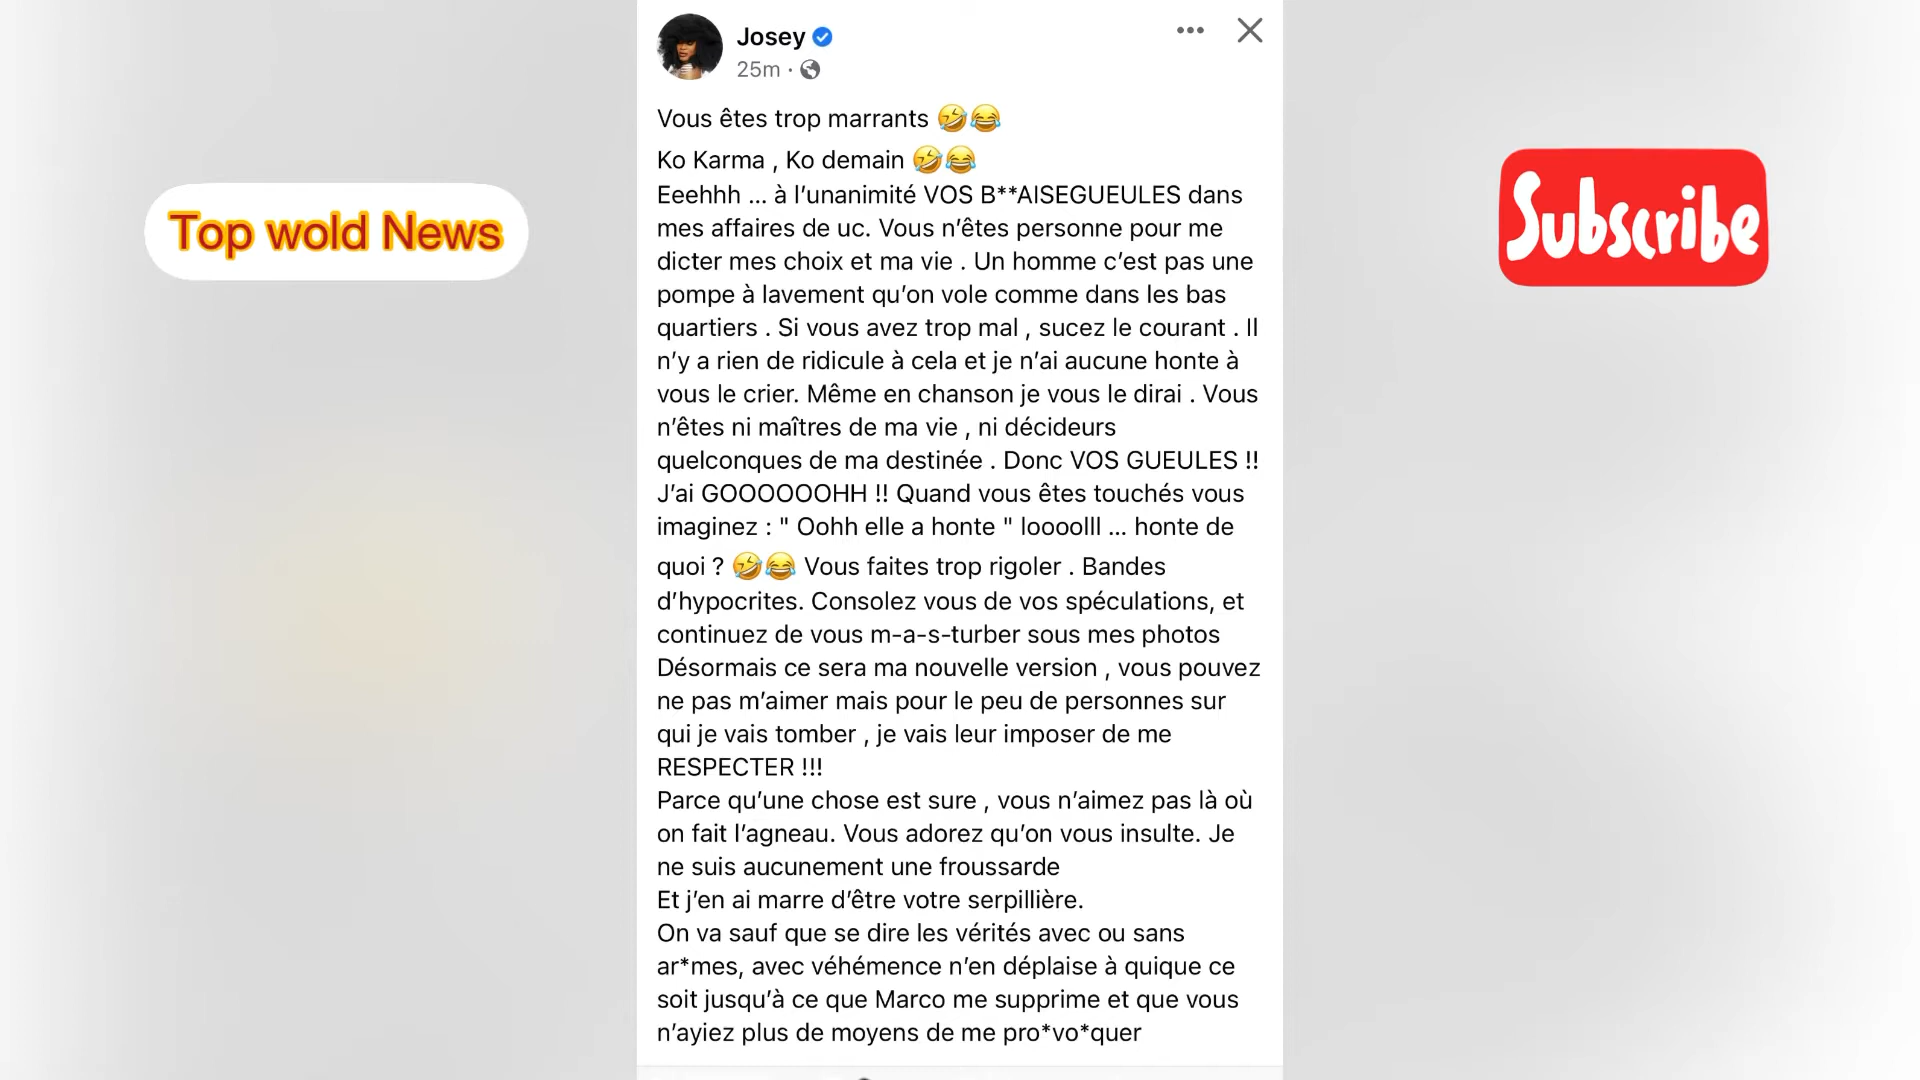 Josey
25m ·
Vous êtes trop marrants 🤣😂
Ko Karma , Ko demain 🤣😂
Eeehhh ... à l’unanimité VOS B**AISEGUEULES dans
mes affaires de uc. Vous n’êtes personne pour me
dicter mes choix et ma vie . Un homme c’est pas une
pompe à lavement qu’on vole comme dans les bas
quartiers . Si vous avez trop mal , sucez le courant . Il
n’y a rien de ridicule à cela et je n’ai aucune honte à
vous le crier. Même en chanson je vous le dirai . Vous
n’êtes ni maîtres de ma vie , ni décideurs
quelconques de ma destinée . Donc VOS GUEULES !!
J’ai GOOOOOOHH !! Quand vous êtes touchés vous
imaginez : " Oohh elle a honte " loooolll ... honte de
quoi ? 🤣😂 Vous faites trop rigoler . Bandes
d’hypocrites. Consolez vous de vos spéculations, et
continuez de vous m-a-s-turber sous mes photos
Désormais ce sera ma nouvelle version , vous pouvez
ne pas m’aimer mais pour le peu de personnes sur
qui je vais tomber , je vais leur imposer de me
RESPECTER !!!
Parce qu’une chose est sure , vous n’aimez pas là où
on fait l’agneau. Vous adorez qu’on vous insulte. Je
ne suis aucunement une froussarde
Et j’en ai marre d’être votre serpillière.
On va sauf que se dire les vérités avec ou sans
ar*mes, avec véhémence n’en déplaise à quique ce
soit jusqu’à ce que Marco me supprime et que vous
n’ayiez plus de moyens de me pro*vo*quer
Top wold News
Subscribe